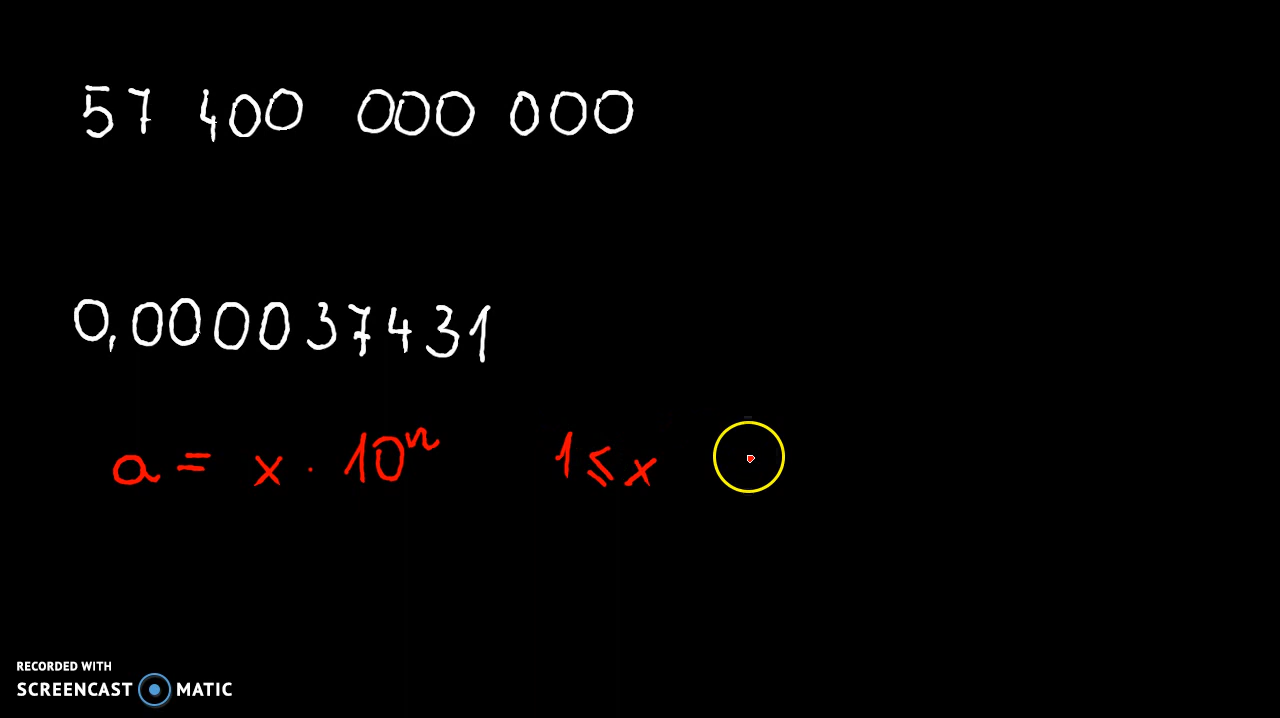 57 400 000 000
0,000037431
a = x · 10ⁿ 1 ≤ x
RECORDED WITH
SCREENCAST MATIC